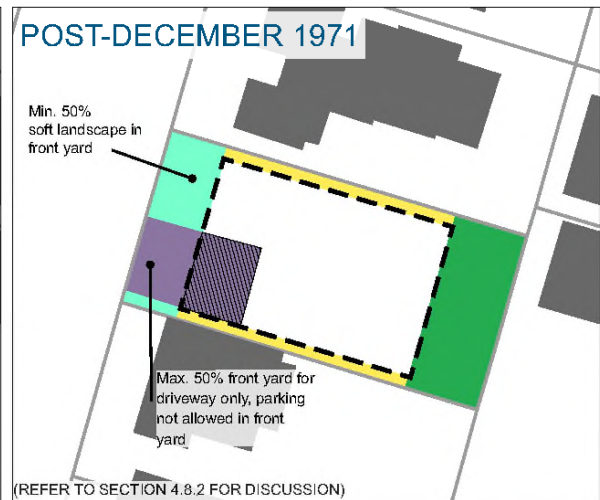 POST-DECEMBER 1971
Min. 50%
soft landscape in
front yard
Max. 50% front yard for
driveway only, parking
not allowed in front
yard
(REFER TO SECTION 4.8.2 FOR DISCUSSION)